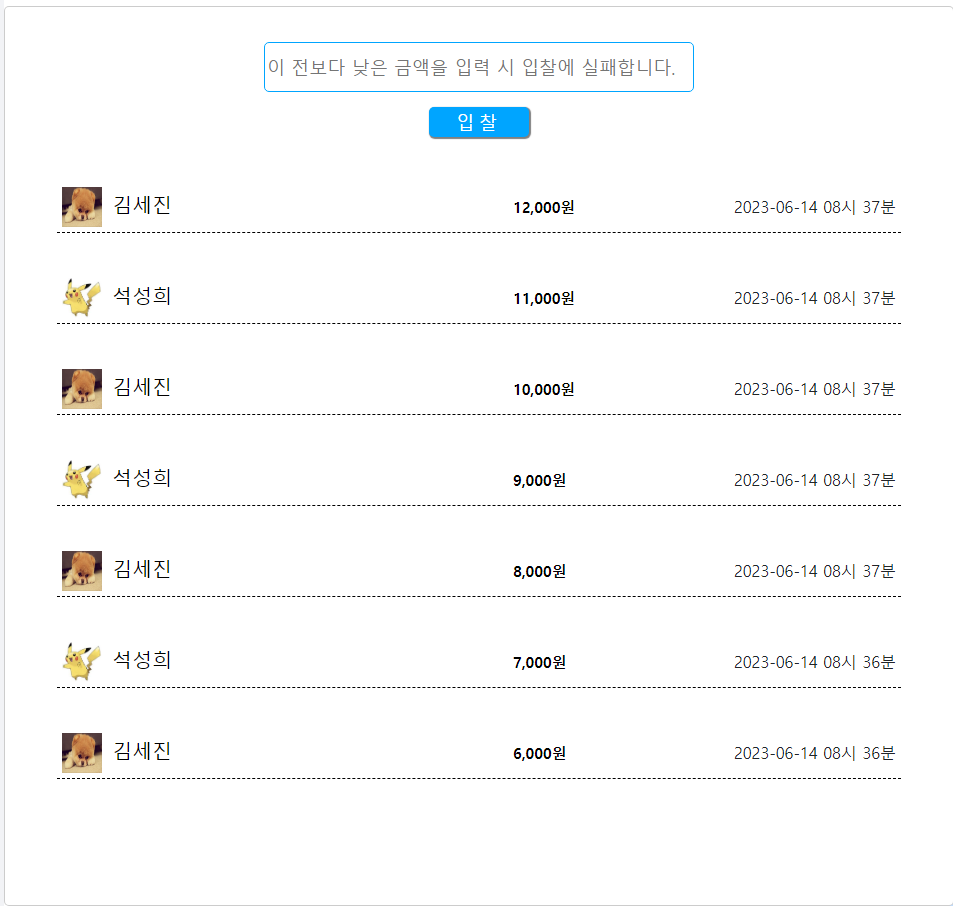 이 전보다 낮은 금액을 입력 시 입찰에 실패합니다.
입 찰
김세진 12,000원 2023-06-14 08시 37분
석성희 11,000원 2023-06-14 08시 37분
김세진 10,000원 2023-06-14 08시 37분
석성희 9,000원 2023-06-14 08시 37분
김세진 8,000원 2023-06-14 08시 37분
석성희 7,000원 2023-06-14 08시 36분
김세진 6,000원 2023-06-14 08시 36분